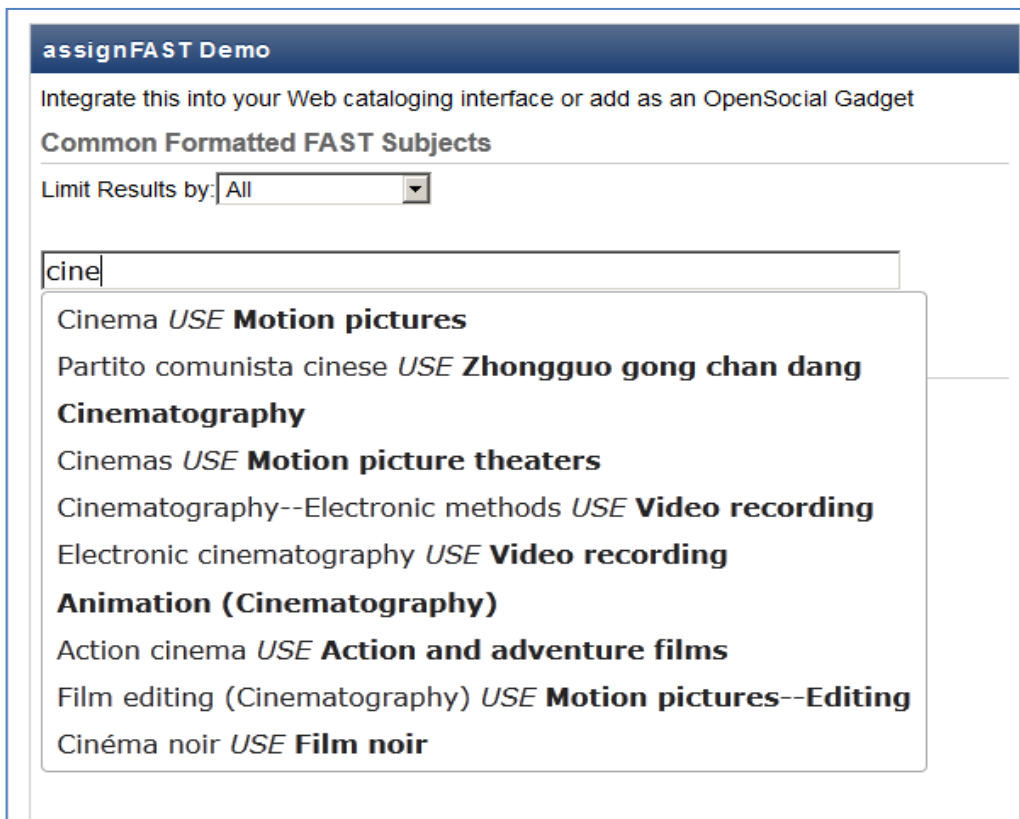 assignFAST Demo
Integrate this into your Web cataloging interface or add as an OpenSocial Gadget
Common Formatted FAST Subjects
Limit Results by: All
cine
Cinema USE Motion pictures
Partito comunista cinese USE Zhongguo gong chan dang
Cinematography
Cinemas USE Motion picture theaters
Cinematography--Electronic methods USE Video recording
Electronic cinematography USE Video recording
Animation (Cinematography)
Action cinema USE Action and adventure films
Film editing (Cinematography) USE Motion pictures--Editing
Cinéma noir USE Film noir